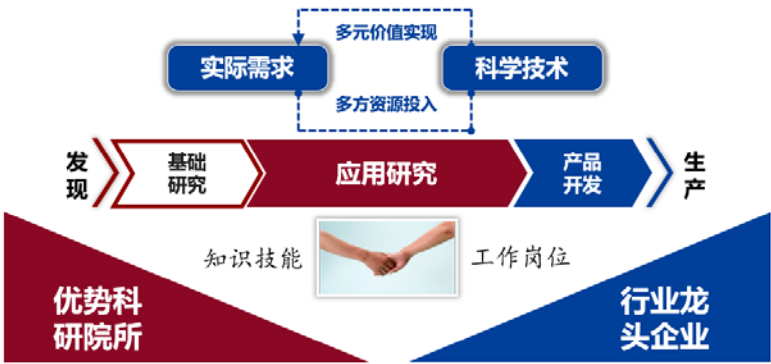 多元价值实现
实际需求
科学技术
多方资源投入
发
现
基础
研究
应用研究
产品
开发
生
产
知识技能
工作岗位
优势科
研院所
行业龙
头企业